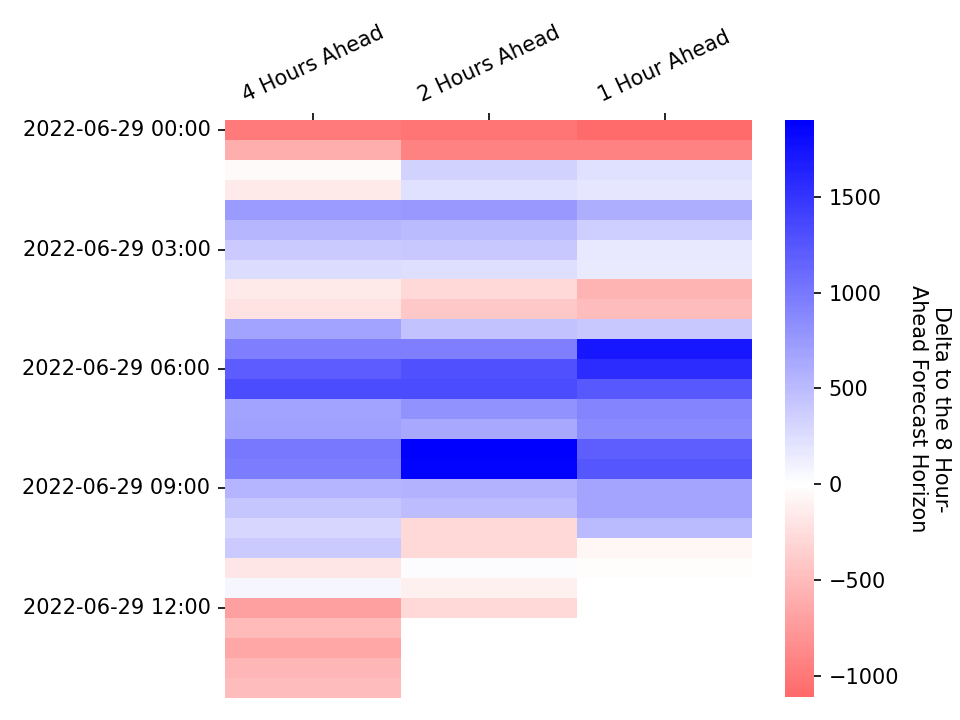 4 Hours Ahead
2 Hours Ahead
1 Hour Ahead
2022-06-29 00:00
2022-06-29 03:00
2022-06-29 06:00
2022-06-29 09:00
2022-06-29 12:00
1500
1000
500
0
−500
−1000
Delta to the 8 Hour-
Ahead Forecast Horizon